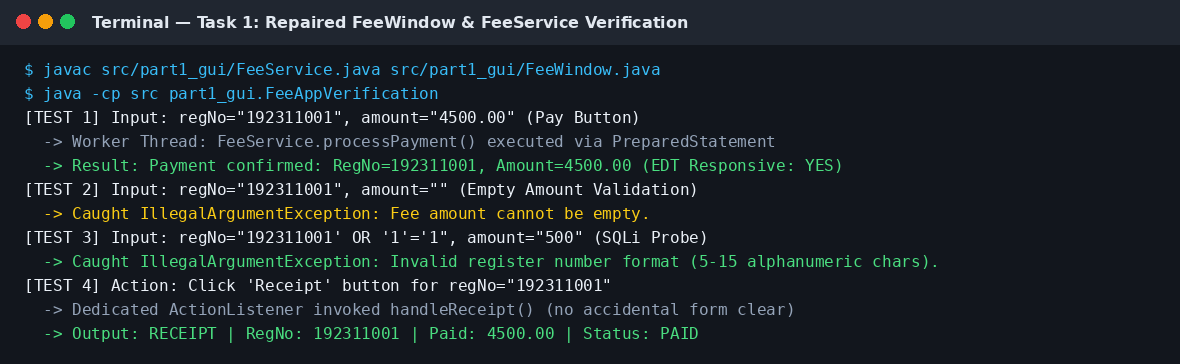 Terminal — Task 1: Repaired FeeWindow & FeeService Verification
$ javac src/part1_gui/FeeService.java src/part1_gui/FeeWindow.java
$ java -cp src part1_gui.FeeAppVerification
[TEST 1] Input: regNo="192311001", amount="4500.00" (Pay Button)
-> Worker Thread: FeeService.processPayment() executed via PreparedStatement
-> Result: Payment confirmed: RegNo=192311001, Amount=4500.00 (EDT Responsive: YES)
[TEST 2] Input: regNo="192311001", amount="" (Empty Amount Validation)
-> Caught IllegalArgumentException: Fee amount cannot be empty.
[TEST 3] Input: regNo="192311001' OR '1'='1", amount="500" (SQLi Probe)
-> Caught IllegalArgumentException: Invalid register number format (5-15 alphanumeric chars).
[TEST 4] Action: Click 'Receipt' button for regNo="192311001"
-> Dedicated ActionListener invoked handleReceipt() (no accidental form clear)
-> Output: RECEIPT | RegNo: 192311001 | Paid: 4500.00 | Status: PAID